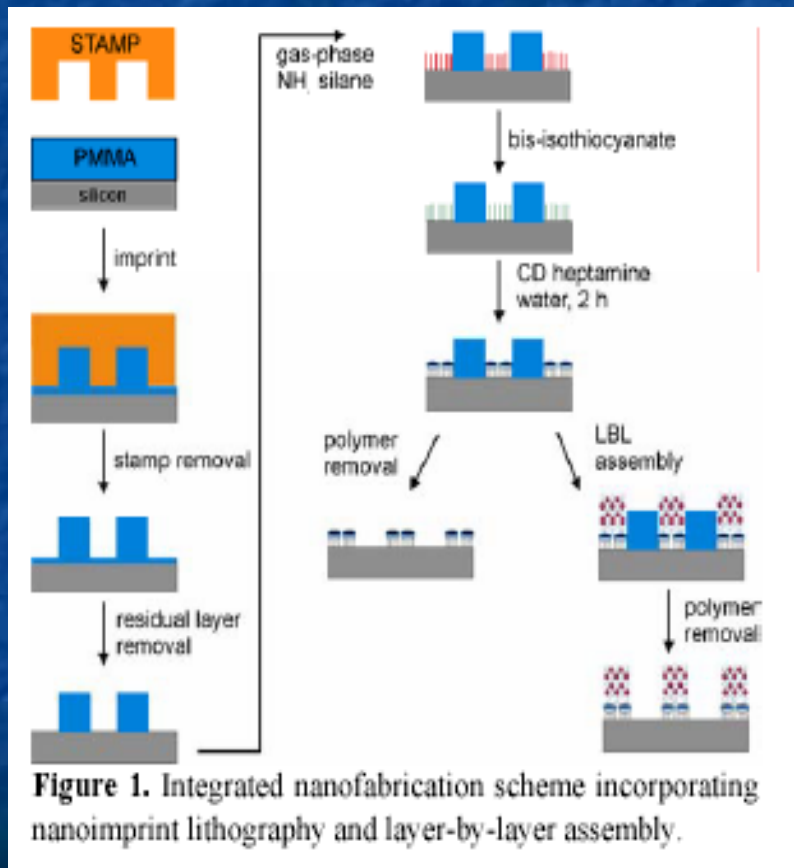 STAMP
PMMA
silicon
imprint
stamp removal
residual layer
removal
gas-phase
NH, silane
bis-isothiocyanate
CD heptamine
water, 2 h
polymer
removal
LBL
assembly
polymer
removal
Figure 1. Integrated nanofabrication scheme incorporating
nanoimprint lithography and layer-by-layer assembly.